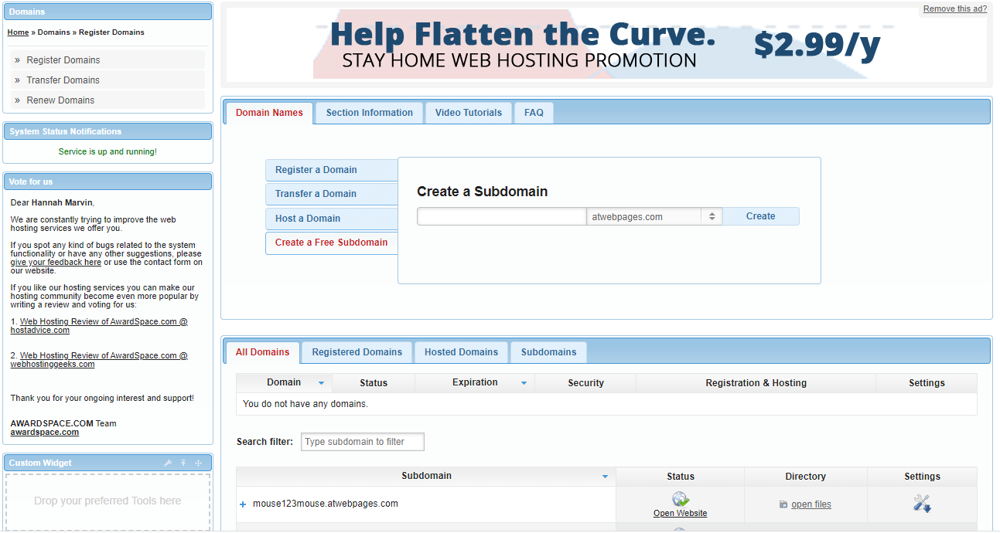 Domains
Home » Domains » Register Domains
» Register Domains
» Transfer Domains
» Renew Domains
System Status Notifications
Service is up and running!
Vote for us
Dear Hannah Marvin,
We are constantly trying to improve the web
hosting services we offer you.
If you spot any kind of bugs related to the system
functionality or have any other suggestions, please
give your feedback here or use the contact form on
our website.
If you like our hosting services you can make our
hosting community become even more popular by
writing a review and voting for us:
1. Web Hosting Review of AwardSpace.com @
hostadvice.com
2. Web Hosting Review of AwardSpace.com @
webhostinggeeks.com
Thank you for your ongoing interest and support!
AWARDSPACE.COM Team
awardspace.com
Custom Widget
Drop your preferred Tools here
Remove this ad?
Help Flatten the Curve.
STAY HOME WEB HOSTING PROMOTION
$2.99/y
Domain Names
Section Information
Video Tutorials
FAQ
Register a Domain
Transfer a Domain
Host a Domain
Create a Free Subdomain
Create a Subdomain
atwebpages.com
Create
All Domains
Registered Domains
Hosted Domains
Subdomains
Domain
Status
Expiration
Security
Registration & Hosting
Settings
You do not have any domains.
Search filter:
Type subdomain to filter
Subdomain
Status
Directory
Settings
+ mouse123mouse.atwebpages.com
Open Website
open files